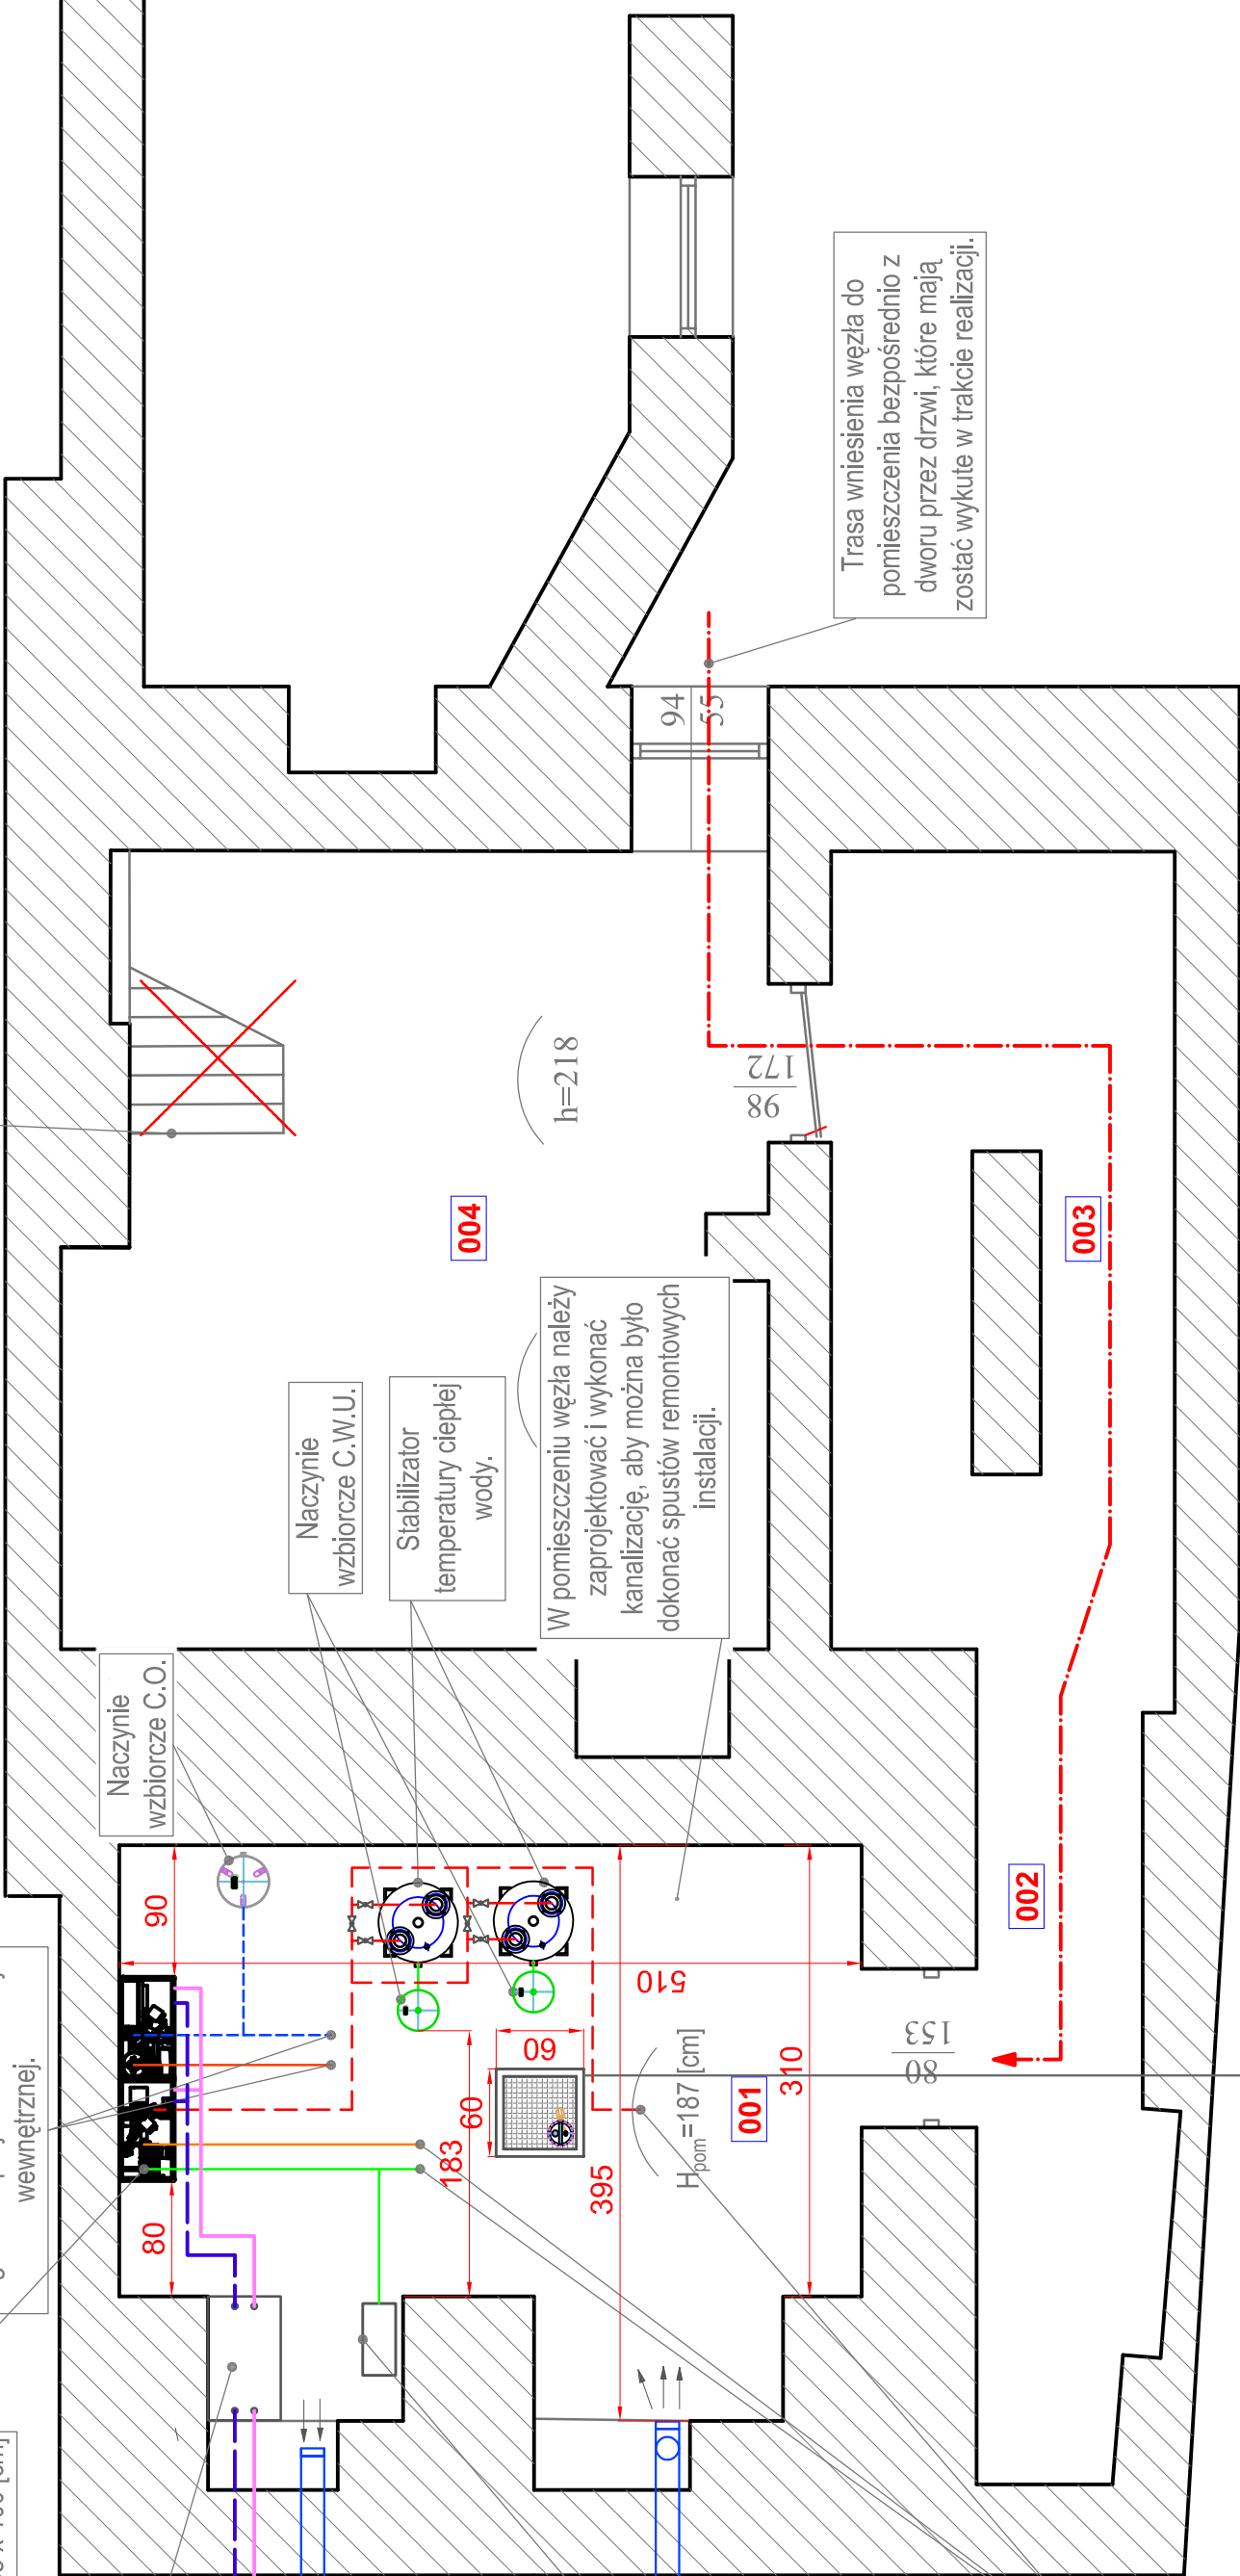 Trasa wniesienia węzła do
pomieszczenia bezpośrednio z
dworu przez drzwi, które mają
zostać wykute w trakcie realizacji.
94
55
h=218
172
98
004
003
Naczynie
wzbiorcze C.W.U.
Stabilizator
temperatury ciepłej
wody.
W pomieszczeniu węzła należy
zaprojektować i wykonać
kanalizację, aby można było
dokonać spustów remontowych
instalacji.
Naczynie
wzbiorcze C.O.
90
510
002
wewnętrznej.
60
60
183
H pom =187 [cm]
001
310
153
80
395
80
[cm]